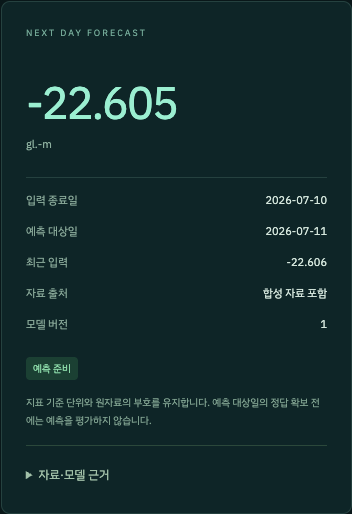 NEXT DAY FORECAST
-22.605
gl.-m
입력 종료일 2026-07-10
예측 대상일 2026-07-11
최근 입력 -22.606
자료 출처 합성 자료 포함
모델 버전 1
예측 준비
지표 기준 단위와 원자료의 부호를 유지합니다. 예측 대상일의 정답 확보 전
에는 예측을 평가하지 않습니다.
▶ 자료·모델 근거